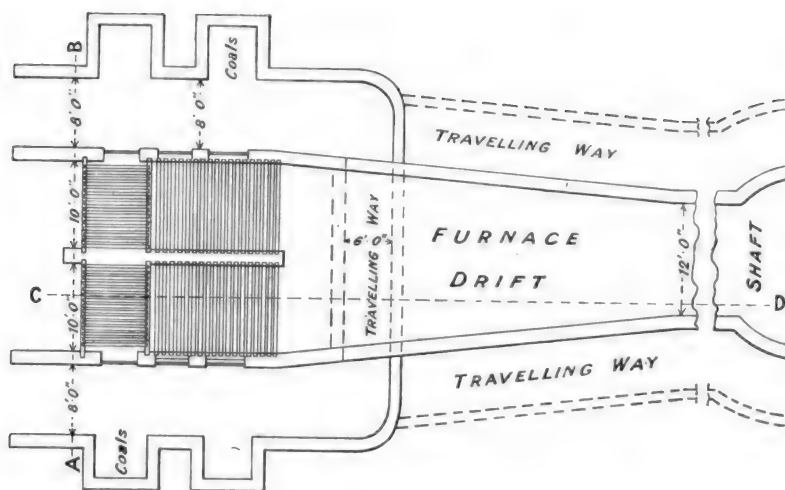 B
Coals
8'. 0"
8'. 0"
TRAVELLING WAY
10'. 0"
TRAVELLING WAY
6'. 0"
FURNACE
DRIFT
12'. 0"
SHAFT
C
D
10'. 0"
TRAVELLING WAY
8'. 0"
Coals
A